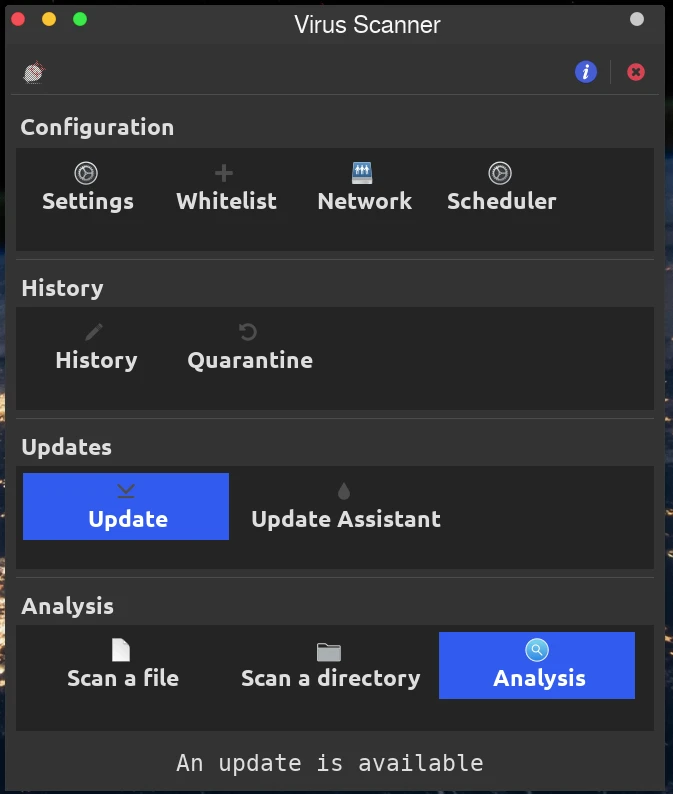 Virus Scanner
Configuration
Settings Whitelist Network Scheduler
History
History Quarantine
Updates
Update Update Assistant
Analysis
Scan a file Scan a directory Analysis
An update is available